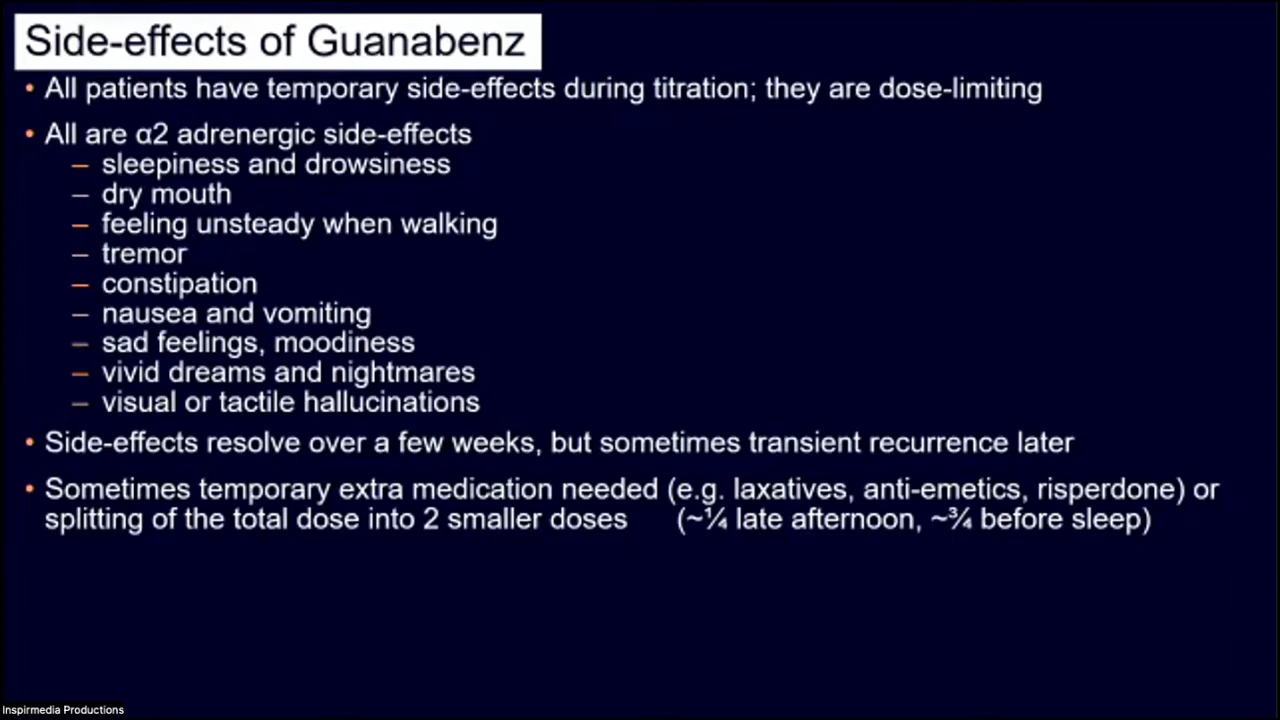 Side-effects of Guanabenz
• All patients have temporary side-effects during titration; they are dose-limiting
• All are α2 adrenergic side-effects
– sleepiness and drowsiness
– dry mouth
– feeling unsteady when walking
– tremor
– constipation
– nausea and vomiting
– sad feelings, moodiness
– vivid dreams and nightmares
– visual or tactile hallucinations
• Side-effects resolve over a few weeks, but sometimes transient recurrence later
• Sometimes temporary extra medication needed (e.g. laxatives, anti-emetics, risperdone) or
splitting of the total dose into 2 smaller doses (~¼ late afternoon, ~¾ before sleep)
Inspirmedia Productions